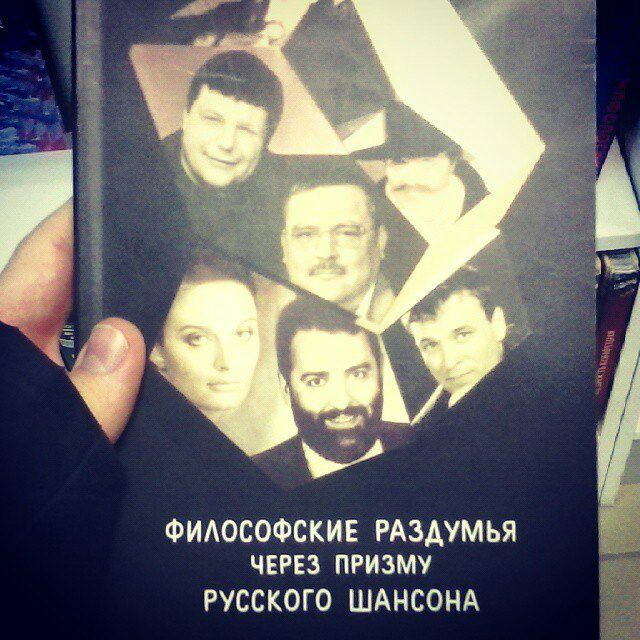 ФИЛОСОФСКИЕ РАЗДУМЬЯ
ЧЕРЕЗ ПРИЗМУ
РУССКОГО ШАНСОНА